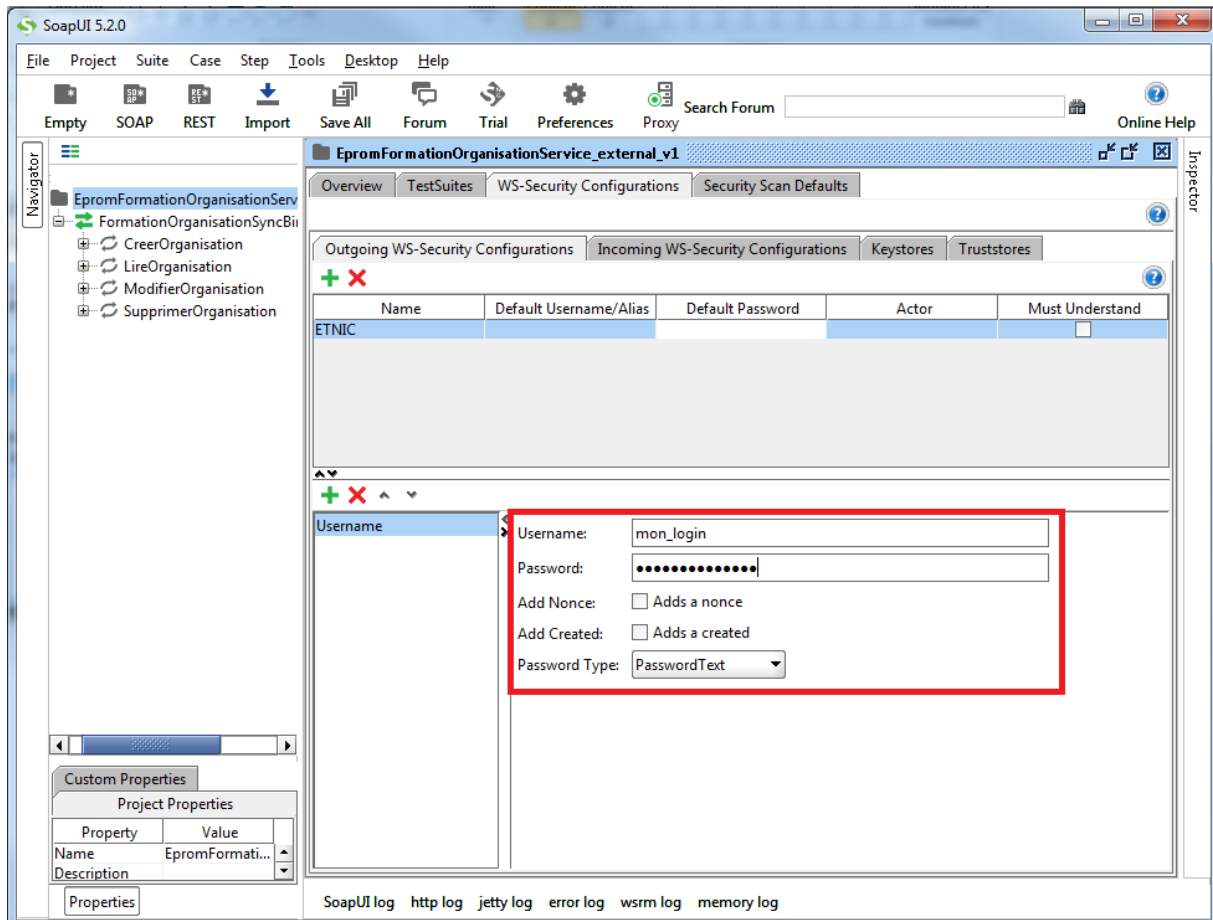 SoapUI 5.2.0
File Project Suite Case Step Tools Desktop Help
Empty SOAP REST Import Save All Forum Trial Preferences Proxy Search Forum Online Help
Navigator
EpromFormationOrganisationServ
FormationOrganisationSyncBi
CreerOrganisation
LireOrganisation
ModifierOrganisation
SupprimerOrganisation
EpromFormationOrganisationService_external_v1
Inspector
Overview TestSuites WS-Security Configurations Security Scan Defaults
Outgoing WS-Security Configurations Incoming WS-Security Configurations Keystores Truststores
Name Default Username/Alias Default Password Actor Must Understand
ETNIC
Username
Username: mon_login
Password: ••••••••••••••
Add Nonce: Adds a nonce
Add Created: Adds a created
Password Type: PasswordText
Custom Properties
Project Properties
Property Value
Name EpromFormati...
Description
Properties
SoapUI log http log jetty log error log wsrm log memory log